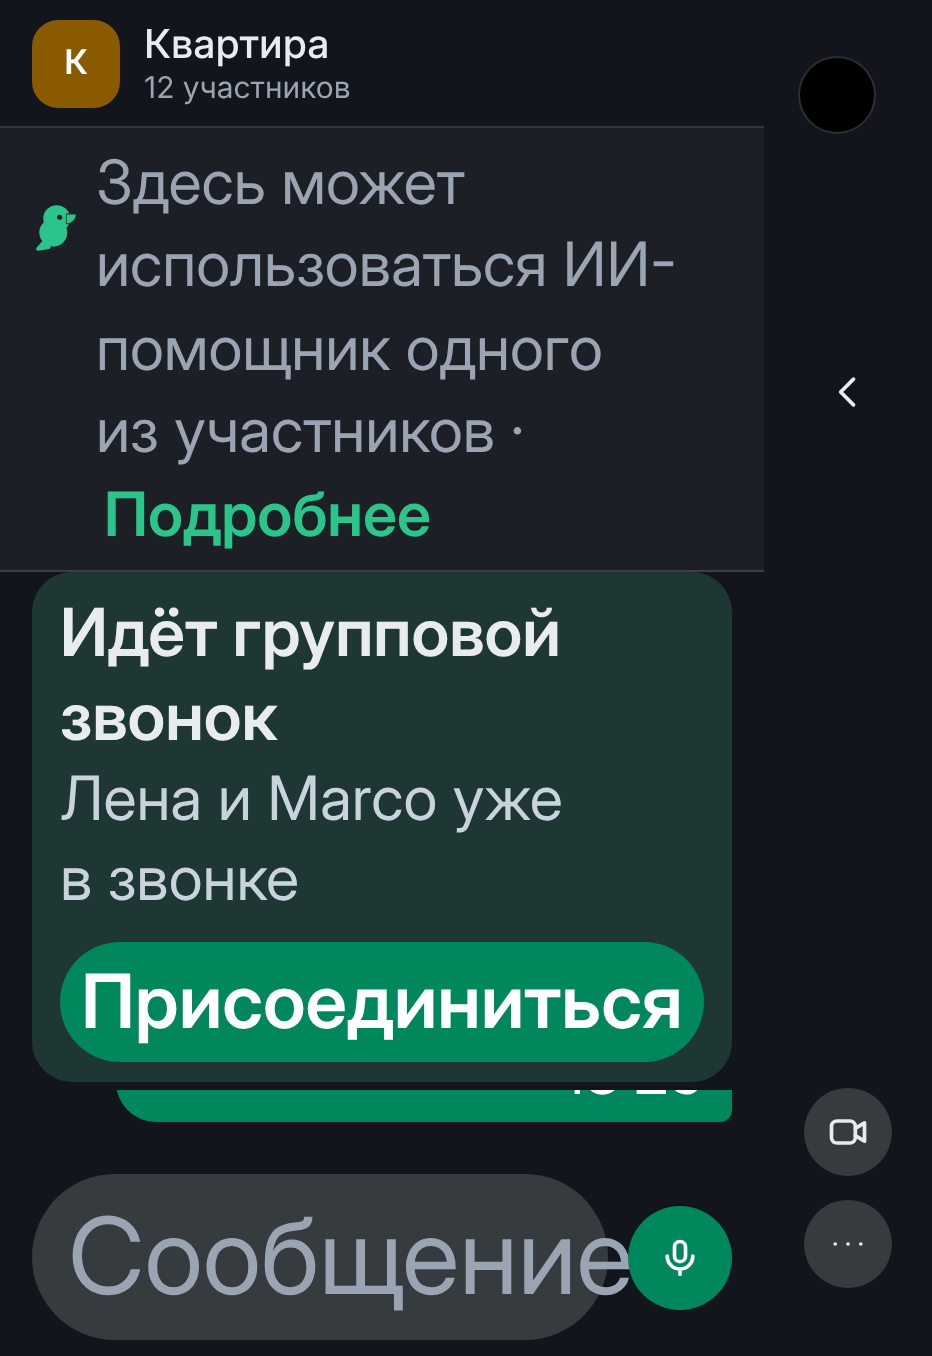 К
Квартира
12 участников
Здесь может
использоваться ИИ-
помощник одного
из участников ·
Подробнее
Идёт групповой
звонок
Лена и Marco уже
в звонке
Присоединиться
Сообщение